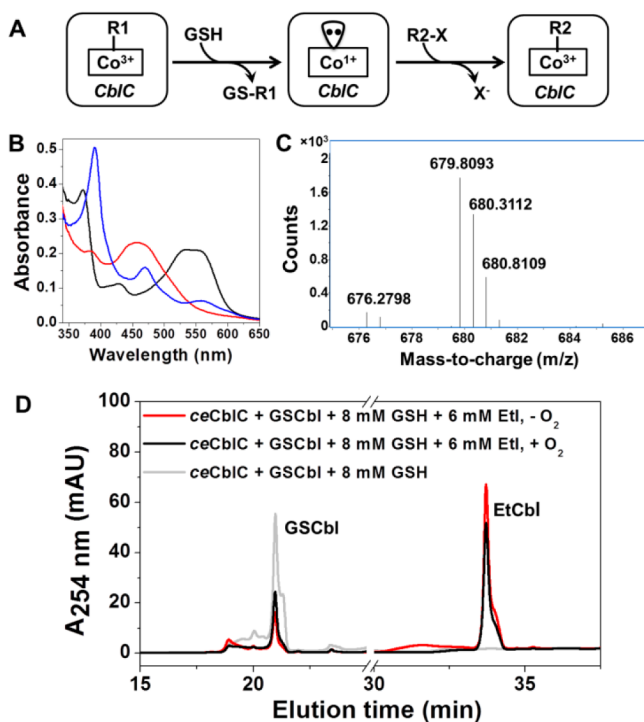 A
R1
GSH
R2-X
R2
Co3+
Co1+
Co3+
CblC
GS-R1
CblC
X-
CblC
B
0.5
0.4
0.3
0.2
0.1
0.0
Absorbance
350 400 450 500 550 600 650
Wavelength (nm)
C
×10³
2
1.6
1.2
0.8
0.4
0
Counts
679.8093
680.3112
680.8109
676.2798
676 678 680 682 684 686
Mass-to-charge (m/z)
D
100
80
60
40
20
0
A254 nm (mAU)
ceCblC + GSCbl + 8 mM GSH + 6 mM EtI, - O2
ceCblC + GSCbl + 8 mM GSH + 6 mM EtI, + O2
ceCblC + GSCbl + 8 mM GSH
GSCbl
EtCbl
15 20 25 30 35
Elution time (min)